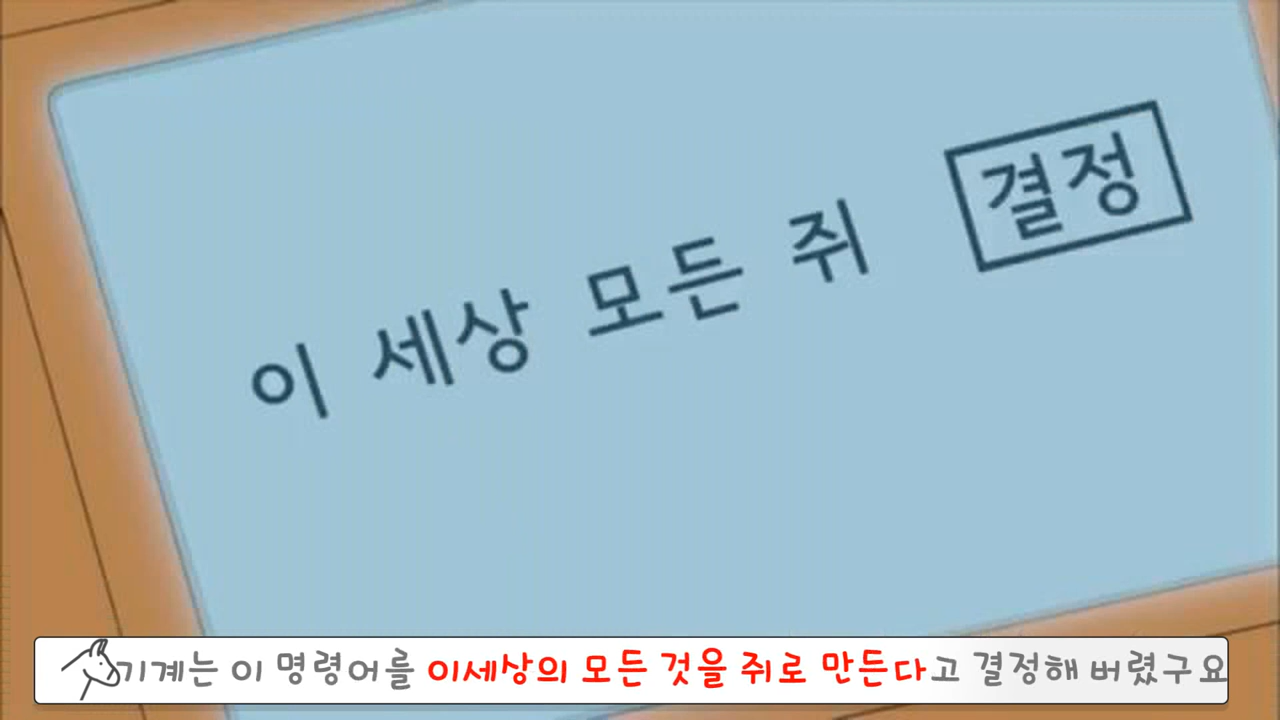 이 세상 모든 쥐 결정
기계는 이 명령어를 이세상의 모든 것을 쥐로 만든다고 결정해 버렸구요